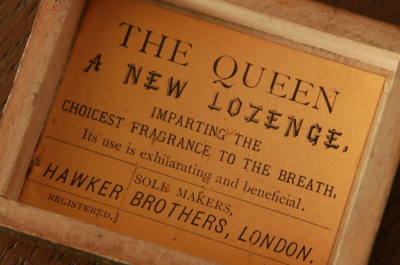 THE QUEEN
A NEW LOZENGE,
IMPARTING THE
CHOICEST FRAGRANCE TO THE BREATH,
Its use is exhilarating and beneficial.
SOLE MAKERS,
HAWKER BROTHERS, LONDON.
REGISTERED.]